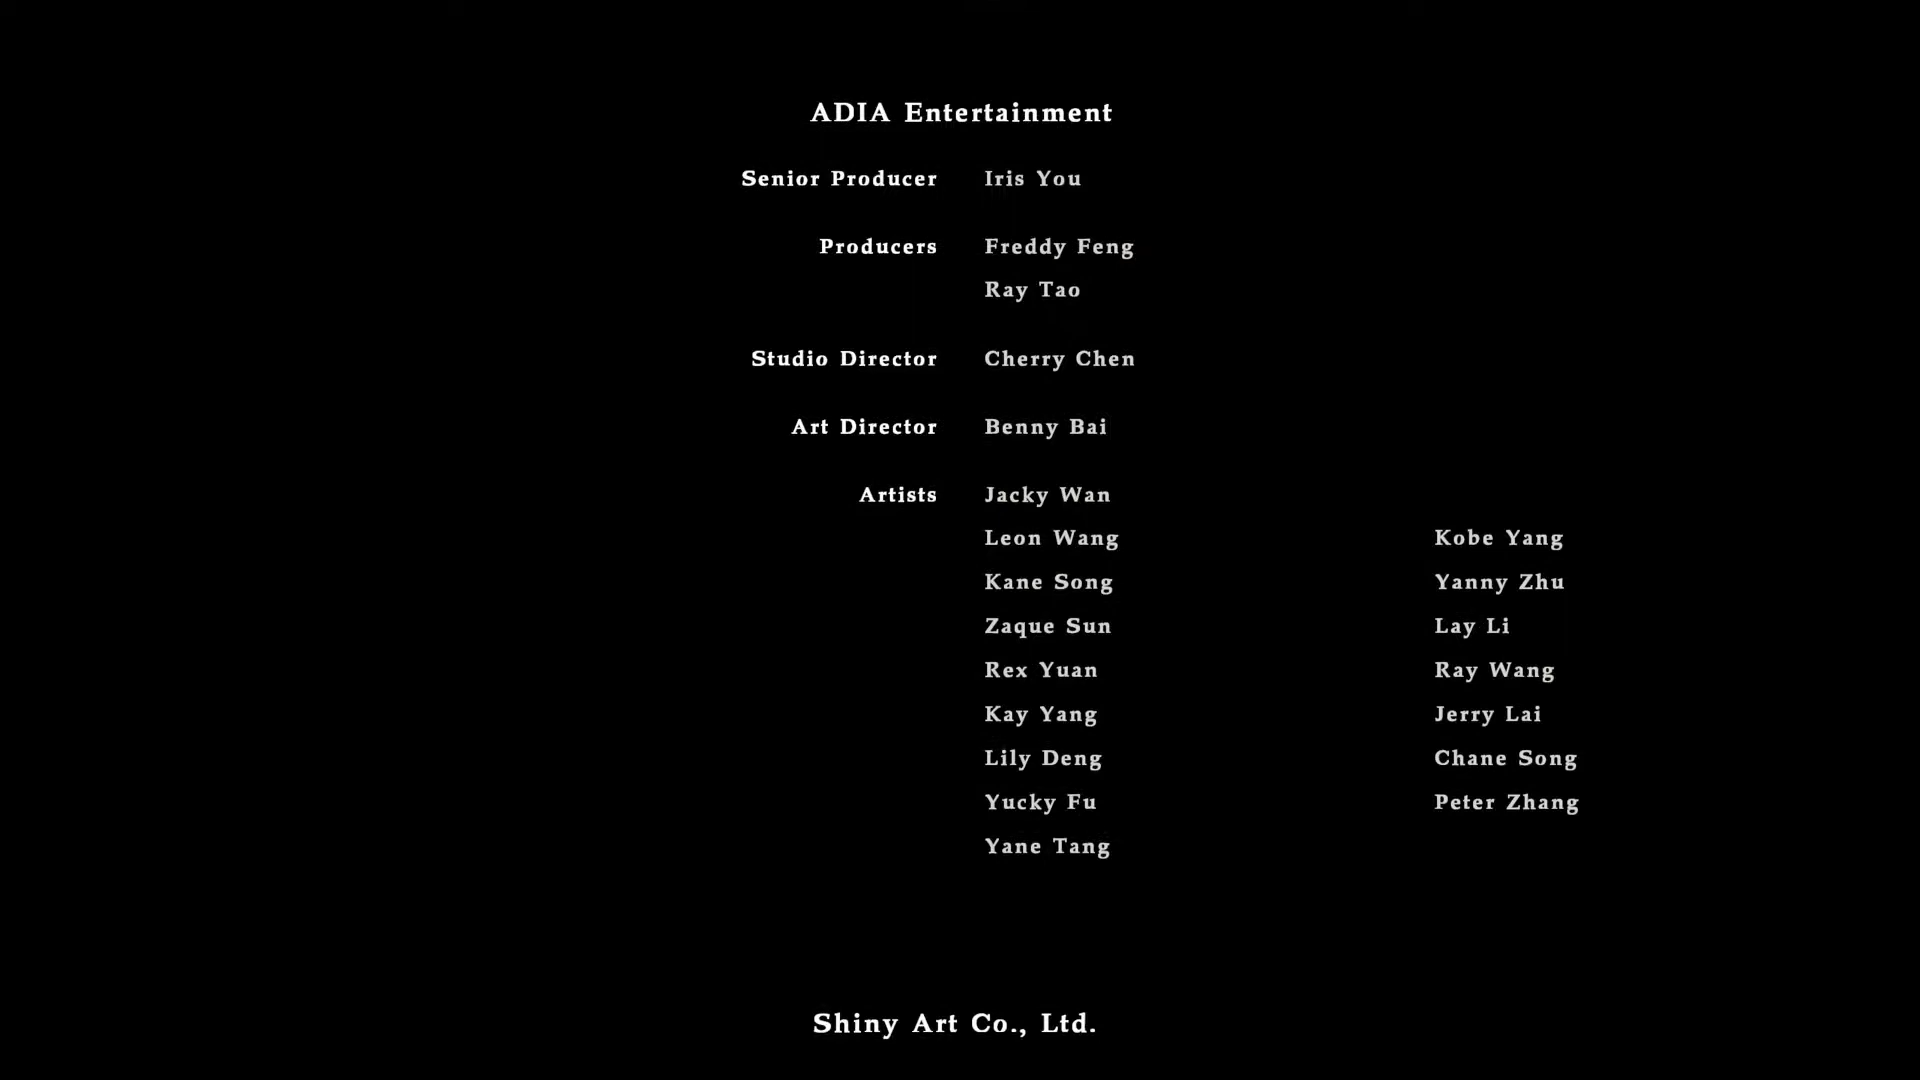 ADIA Entertainment
Senior Producer Iris You
Producers Freddy Feng
Ray Tao
Studio Director Cherry Chen
Art Director Benny Bai
Artists Jacky Wan
Leon Wang Kobe Yang
Kane Song Yanny Zhu
Zaque Sun Lay Li
Rex Yuan Ray Wang
Kay Yang Jerry Lai
Lily Deng Chane Song
Yucky Fu Peter Zhang
Yane Tang
Shiny Art Co., Ltd.